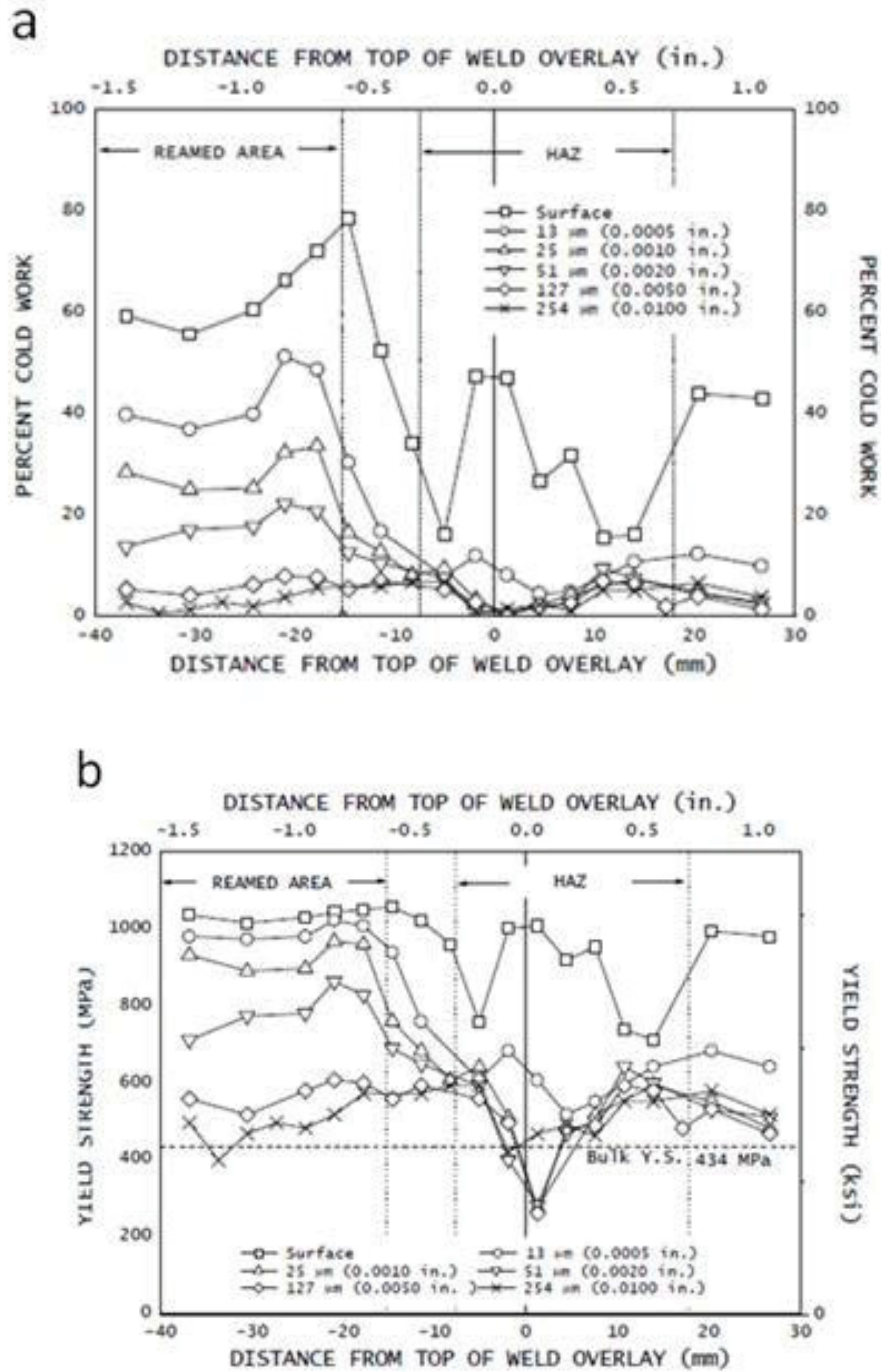 a
DISTANCE FROM TOP OF WELD OVERLAY (in.)
-1.5 -1.0 -0.5 0.0 0.5 1.0
100 100
REAMED AREA HAZ
80 80
Surface
13 μm (0.0005 in.)
25 μm (0.0010 in.)
51 μm (0.0020 in.)
127 μm (0.0050 in.)
254 μm (0.0100 in.)
PERCENT COLD WORK
PERCENT COLD WORK
60 60
40 40
20 20
0 0
-40 -30 -20 -10 0 10 20 30
DISTANCE FROM TOP OF WELD OVERLAY (mm)
b
DISTANCE FROM TOP OF WELD OVERLAY (in.)
-1.5 -1.0 -0.5 0.0 0.5 1.0
1200
REAMED AREA HAZ
1000
800
YIELD STRENGTH (MPa)
YIELD STRENGTH (ksi)
600
400
Bulk Y.S. 434 MPa
200
Surface 13 μm (0.0005 in.)
25 μm (0.0010 in.) 51 μm (0.0020 in.)
127 μm (0.0050 in. ) 254 μm (0.0100 in.)
0 0
-40 -30 -20 -10 0 10 20 30
DISTANCE FROM TOP OF WELD OVERLAY (mm)